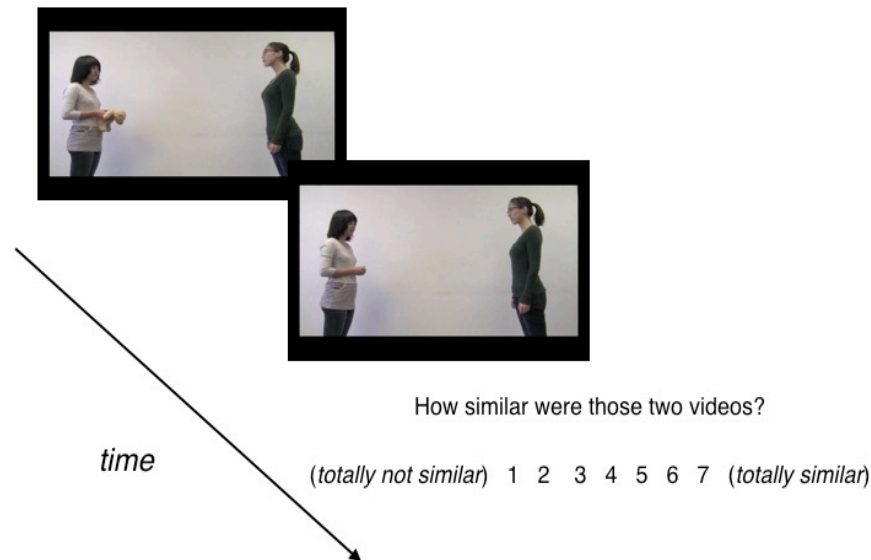 How similar were those two videos?
time
(totally not similar) 1 2 3 4 5 6 7 (totally similar)